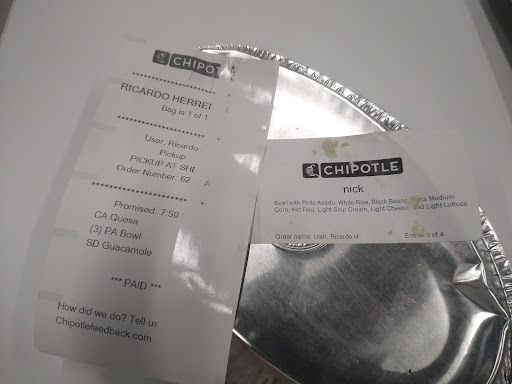 CHIPOTLE
RICARDO HERRER
Bag is 1 of 1
User, Ricardo
Pickup
PICKUP AT SHE
Order Number: 62
Promised: 7:50
CA Quesa
(3) PA Bowl
SD Guacamole
*** PAID ***
How did we do? Tell us
Chipotlefeedback.com
CHIPOTLE
nick
Bowl with Pollo Asado, White Rice, Black Beans, Extra Medium
Corn, Hot Red, Light Sour Cream, Light Cheese, and Light Lettuce
Order name: User, Ricardo H
Entree 3 of 4